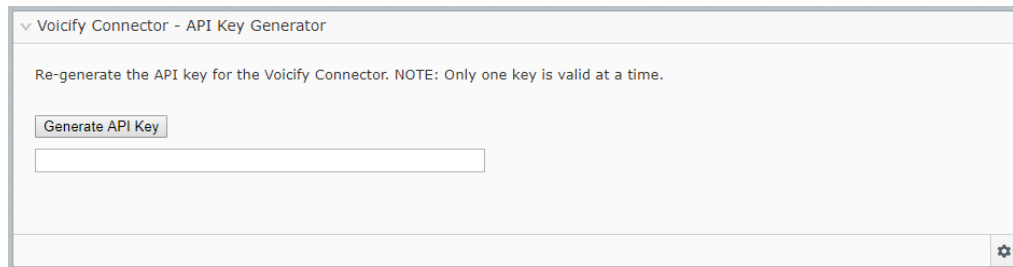 Voicify Connector - API Key Generator
Re-generate the API key for the Voicify Connector. NOTE: Only one key is valid at a time.
Generate API Key